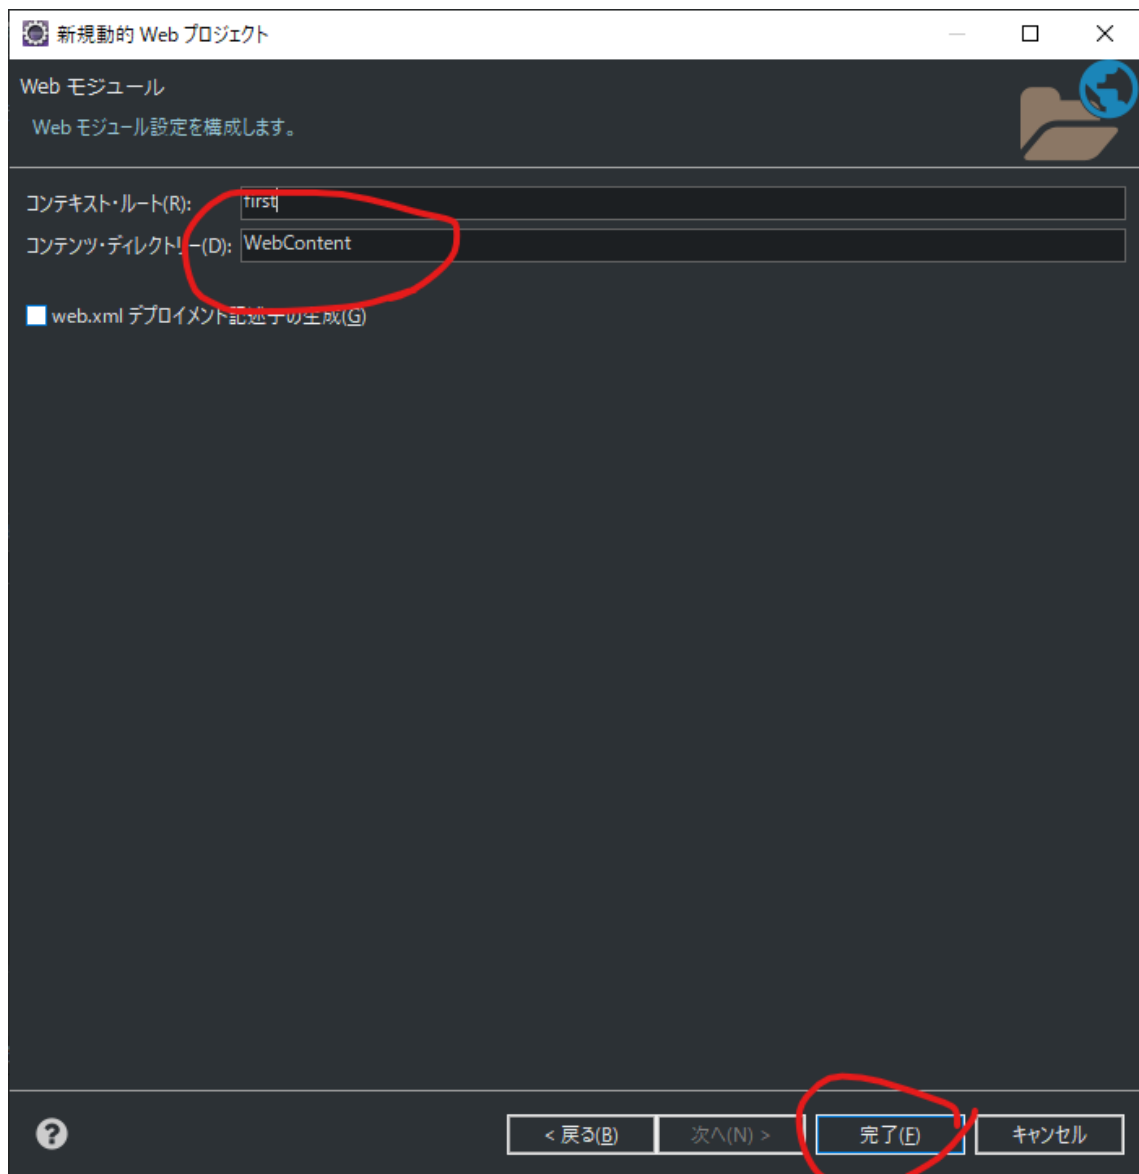 新規動的 Web プロジェクト
Web モジュール
Web モジュール設定を構成します。
コンテキスト・ルート(R): first
コンテンツ・ディレクトリー(D): WebContent
web.xml デプロイメント記述子の生成(G)
< 戻る(B) 次へ(N) > 完了(F) キャンセル